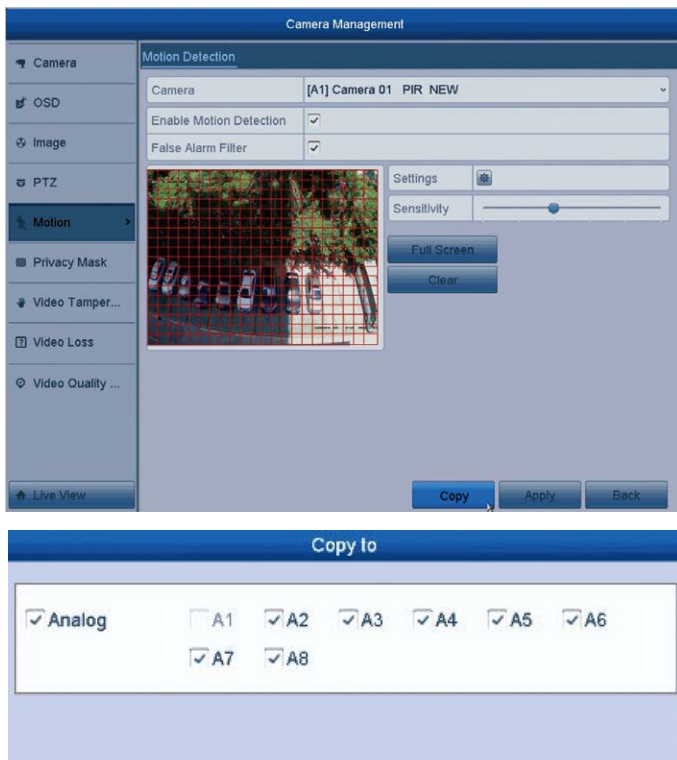 Camera Management
Camera
OSD
Image
PTZ
Motion
Privacy Mask
Video Tamper...
Video Loss
Video Quality ...
Live View
Motion Detection
Camera [A1] Camera 01 PIR NEW
Enable Motion Detection
False Alarm Filter
Settings
Sensitivity
Full Screen
Clear
Copy Apply Back
Copy to
Analog A1 A2 A3 A4 A5 A6
A7 A8